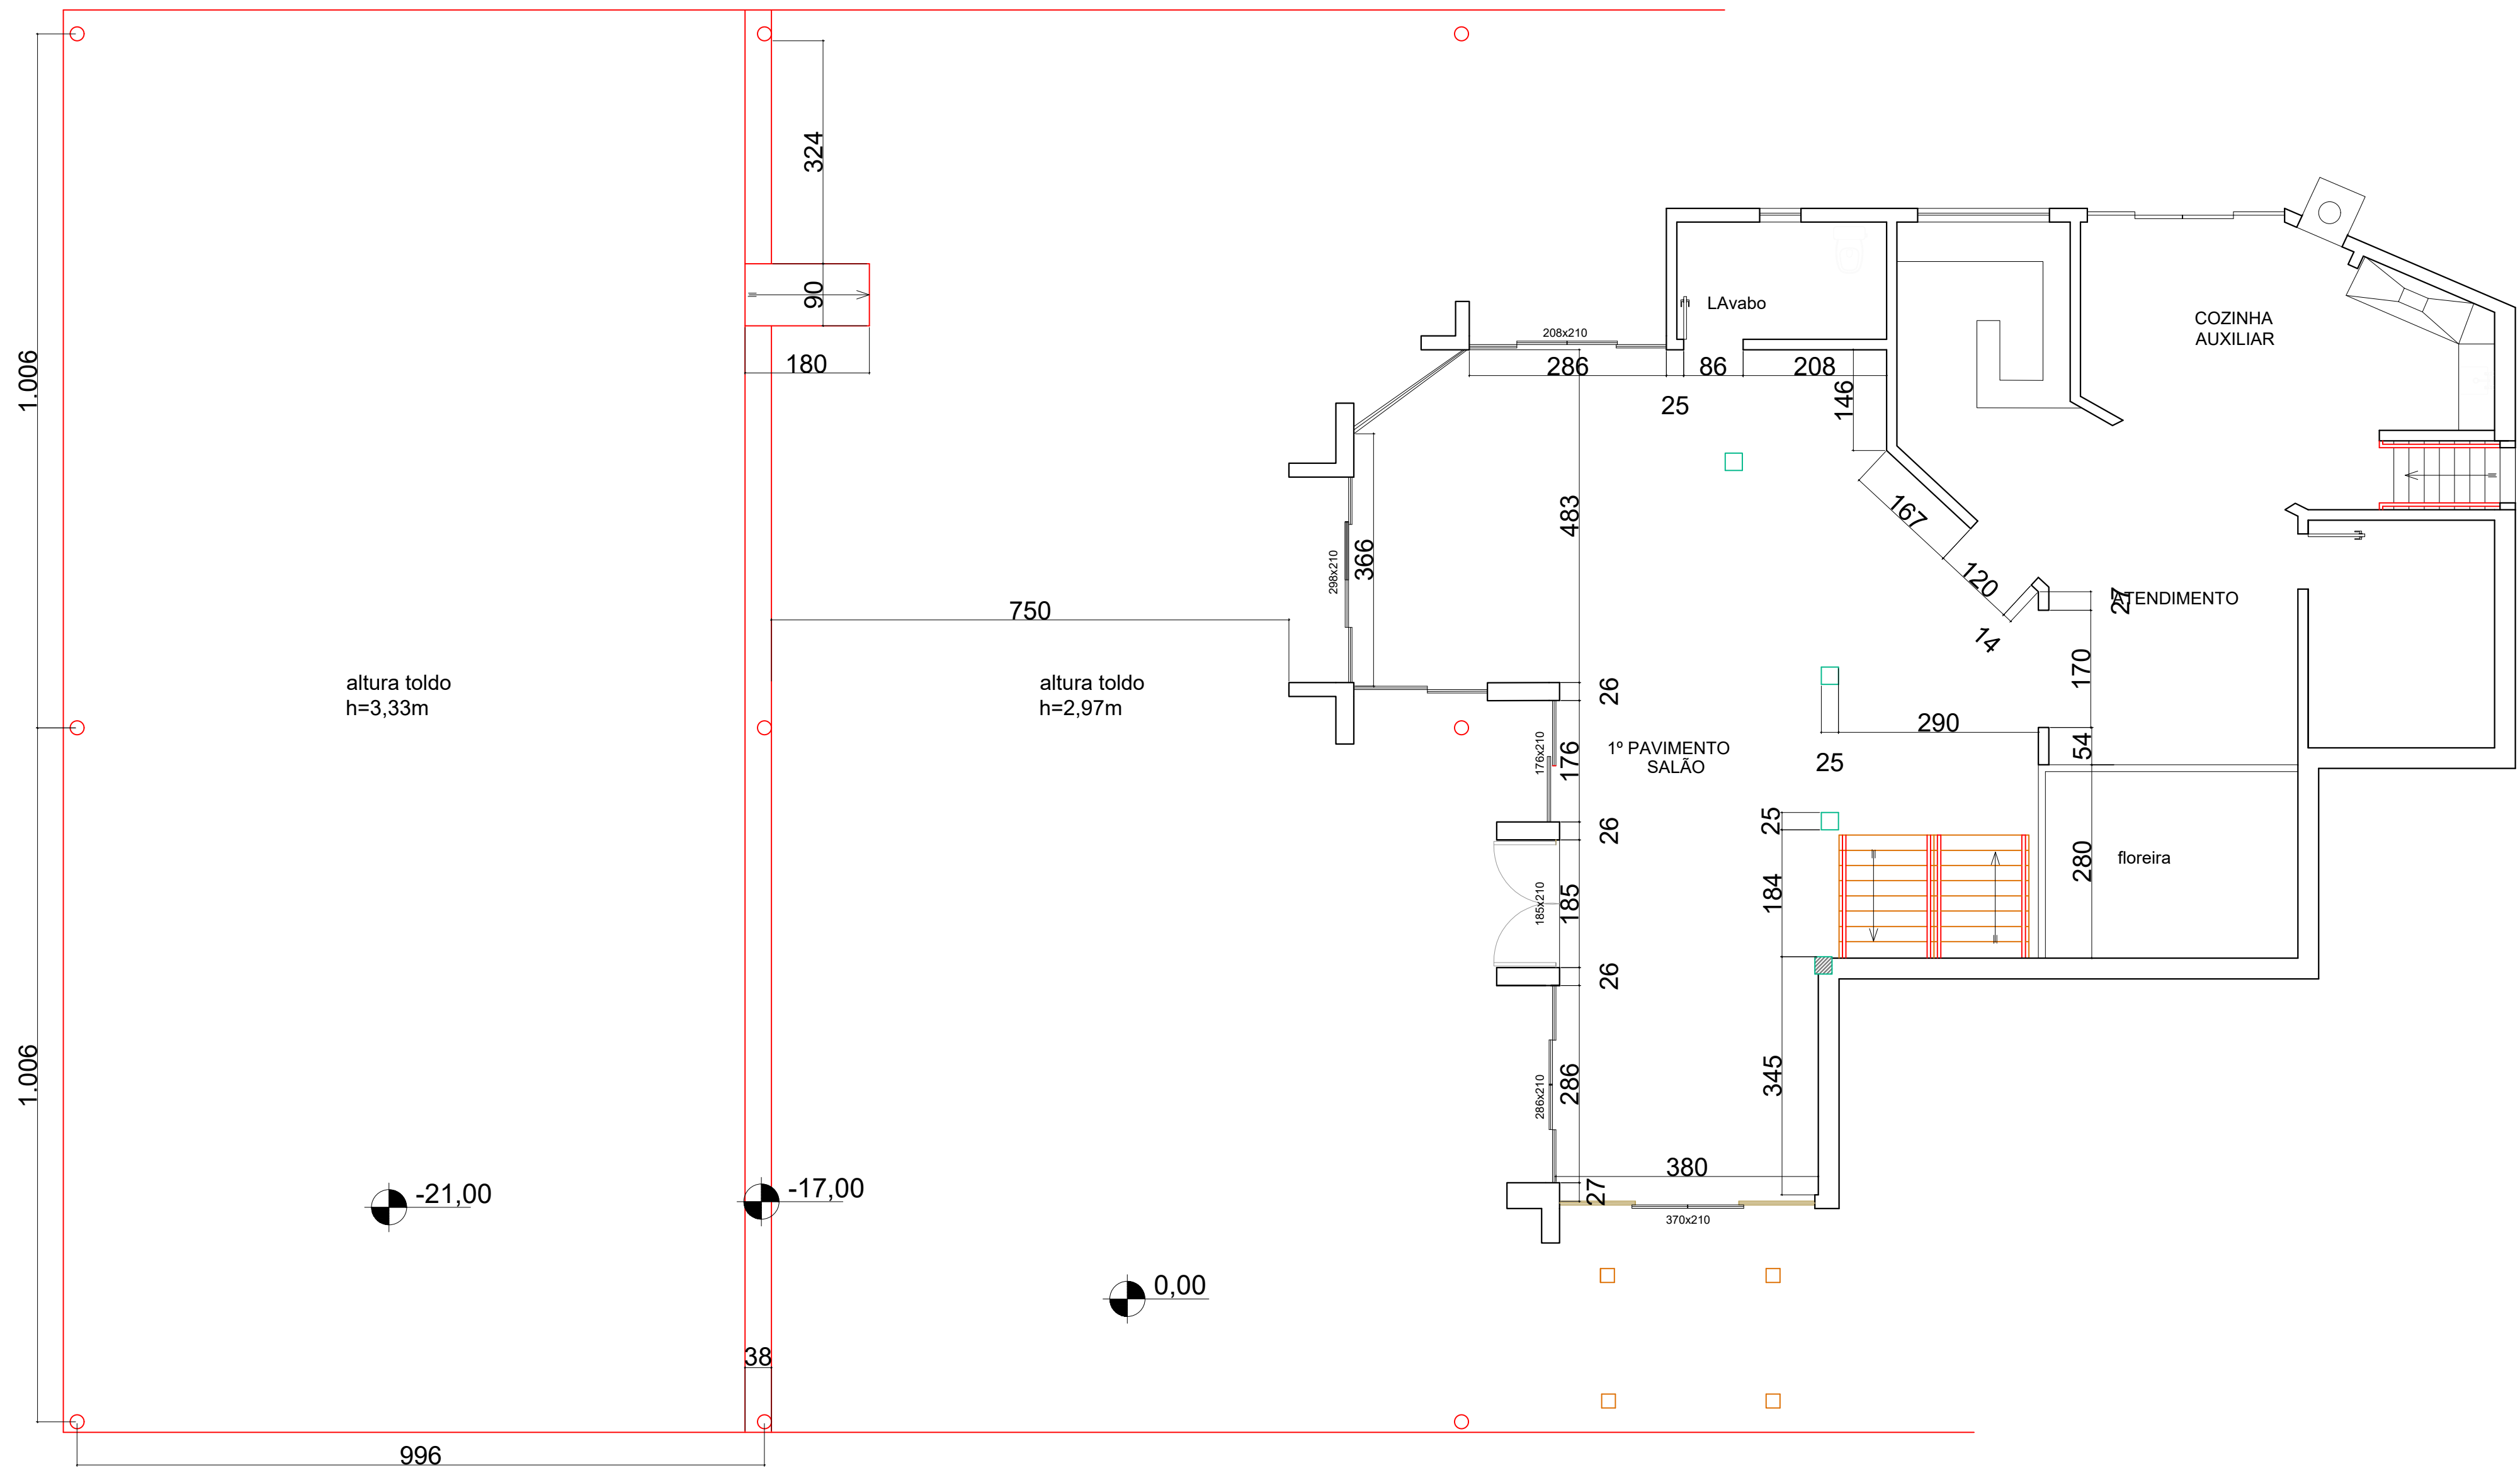 324
90
180
1.006
1.006
750
altura toldo
h=3,33m
altura toldo
h=2,97m
-21,00
-17,00
0,00
38
996
208x210
286
86
208
25
146
LAvabo
COZINHA
AUXILIAR
483
366
298x210
167
120
14
27
ATENDIMENTO
170
26
176
176x210
1º PAVIMENTO
SALÃO
290
25
54
26
25
185
185x210
184
280
floreira
26
286
286x210
345
380
27
370x210